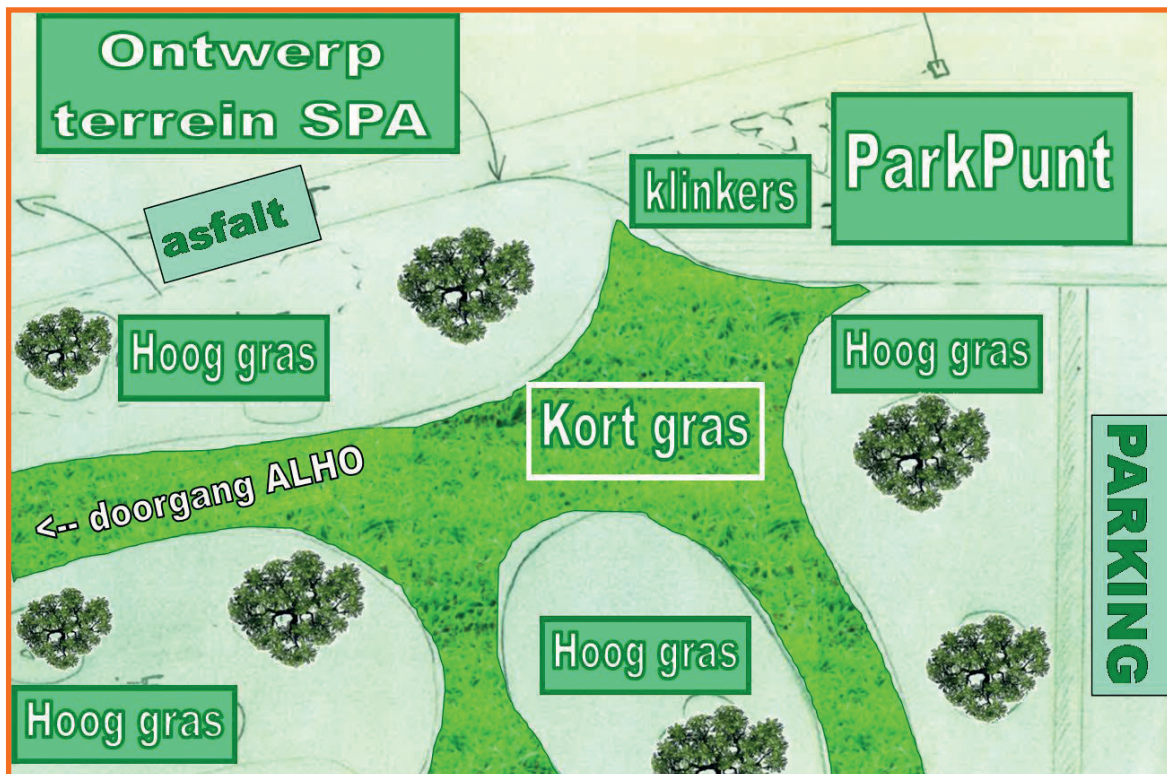 Ontwerp
terrein SPA
ParkPunt
klinkers
asfalt
Hoog gras
Hoog gras
Kort gras
<-- doorgang ALHO
PARKING
Hoog gras
Hoog gras